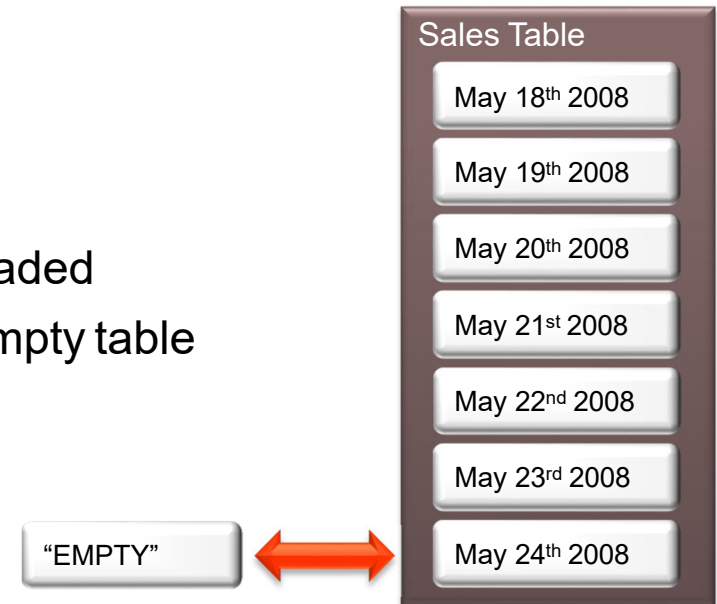 Sales Table
May 18th 2008
May 19th 2008
May 20th 2008
aded
May 21st 2008
mpty table
May 22nd 2008
May 23rd 2008
“EMPTY”
May 24th 2008